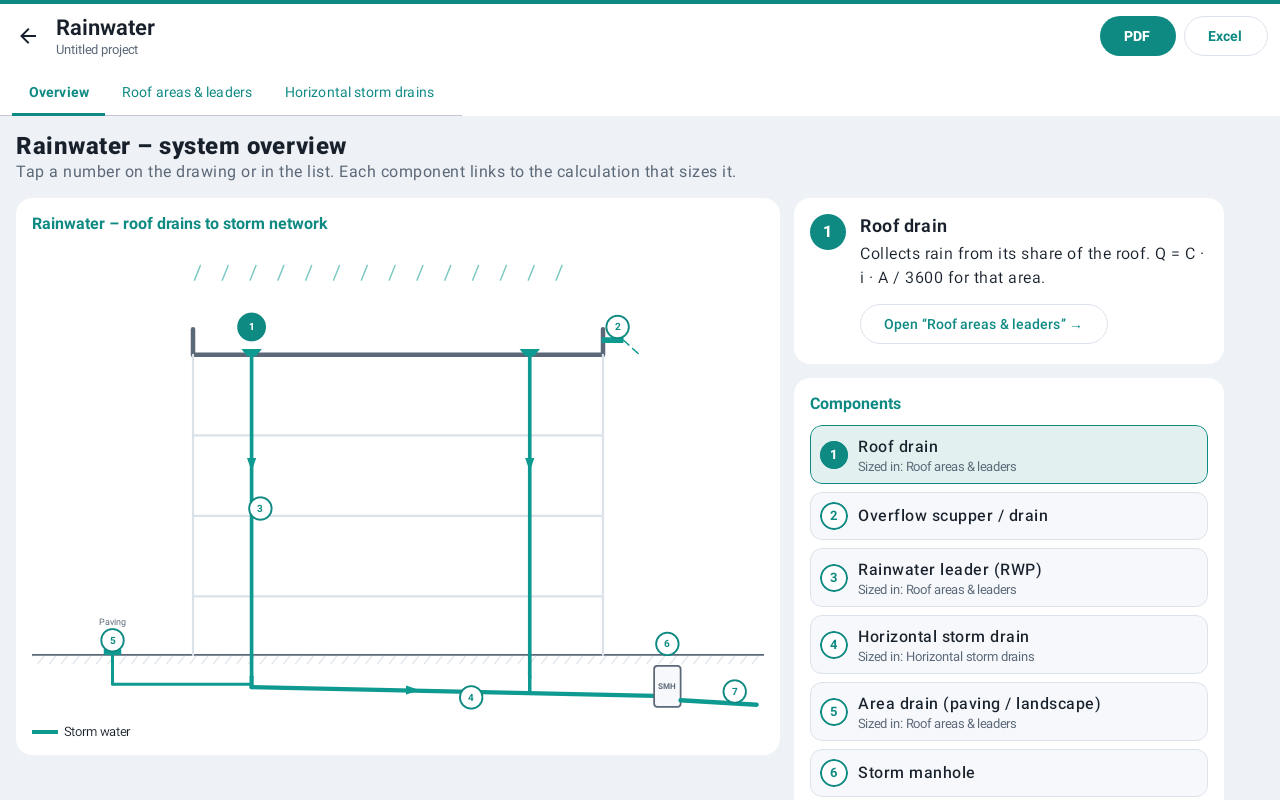 Rainwater
Untitled project
PDF
Excel
Overview
Roof areas & leaders
Horizontal storm drains
Rainwater – system overview
Tap a number on the drawing or in the list. Each component links to the calculation that sizes it.
Rainwater – roof drains to storm network
1
2
3
Paving
5
6
SMH
4
7
Storm water
1
Roof drain
Collects rain from its share of the roof. Q = C ·
i · A / 3600 for that area.
Open “Roof areas & leaders” →
Components
1
Roof drain
Sized in: Roof areas & leaders
2
Overflow scupper / drain
3
Rainwater leader (RWP)
Sized in: Roof areas & leaders
4
Horizontal storm drain
Sized in: Horizontal storm drains
5
Area drain (paving / landscape)
Sized in: Roof areas & leaders
6
Storm manhole